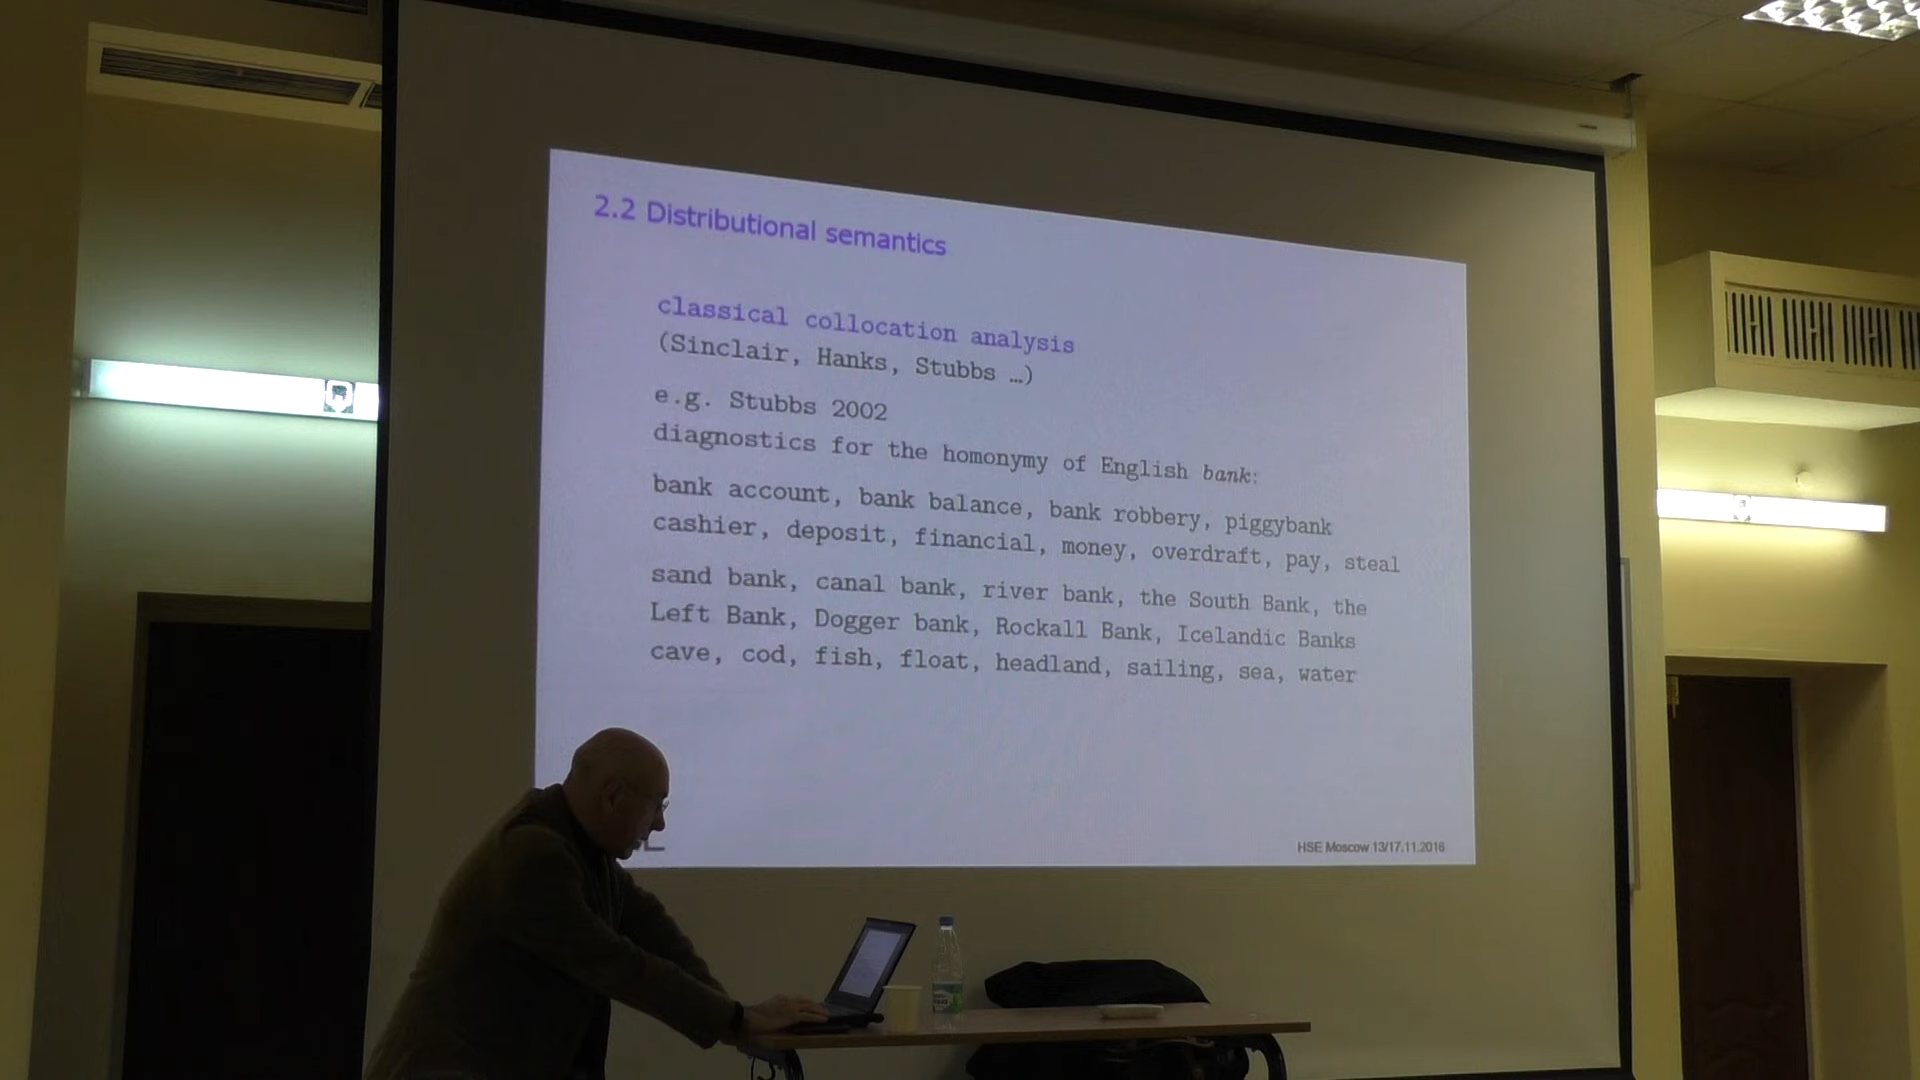 2.2 Distributional semantics
classical collocation analysis
(Sinclair, Hanks, Stubbs …)
e.g. Stubbs 2002
diagnostics for the homonymy of English bank:
bank account, bank balance, bank robbery, piggybank
cashier, deposit, financial, money, overdraft, pay, steal
sand bank, canal bank, river bank, the South Bank, the
Left Bank, Dogger bank, Rockall Bank, Icelandic Banks
cave, cod, fish, float, headland, sailing, sea, water
HSE Moscow 13/17.11.2016